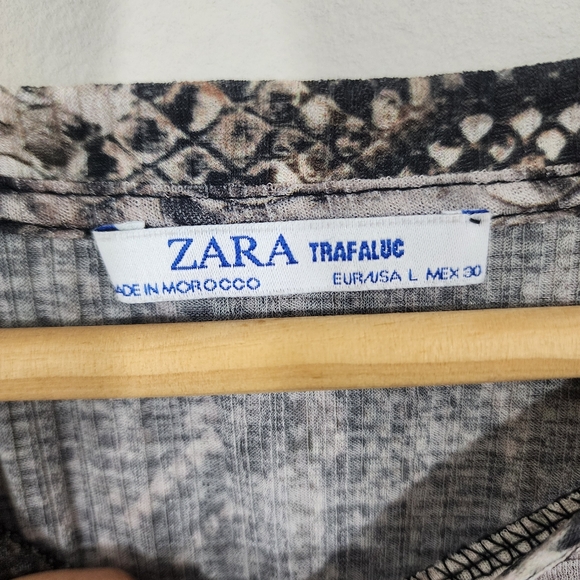 ZARA TRAFALUC
ADE IN MOROCCO EUR/USA L MEX 30